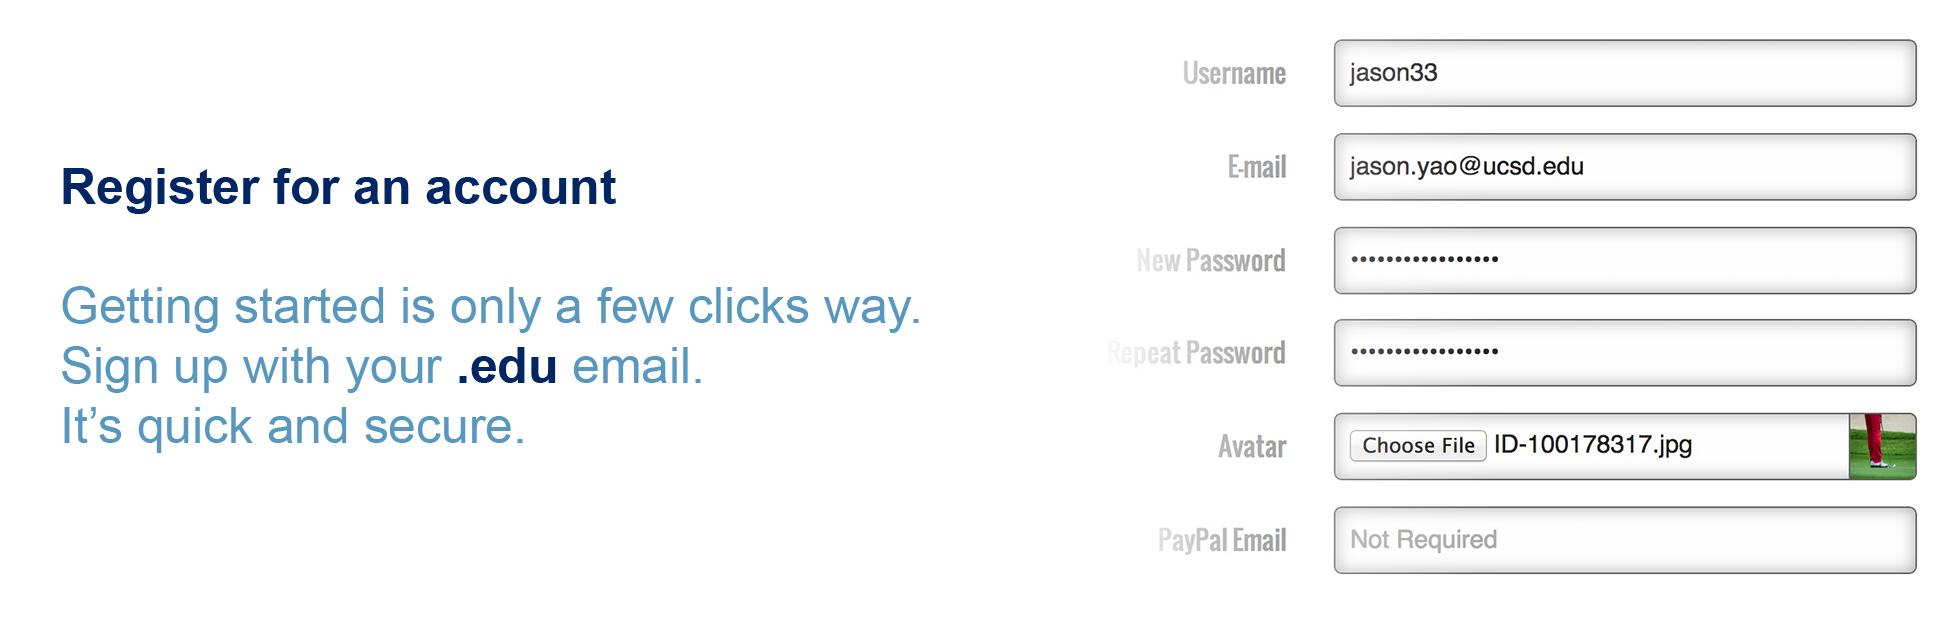 Register for an account
Getting started is only a few clicks way.
Sign up with your .edu email.
It's quick and secure.
Username
jason33
E-mail
jason.yao@ucsd.edu
New Password
•••••••••••••••••
Repeat Password
•••••••••••••••••
Avatar
Choose File ID-100178317.jpg
PayPal Email
Not Required